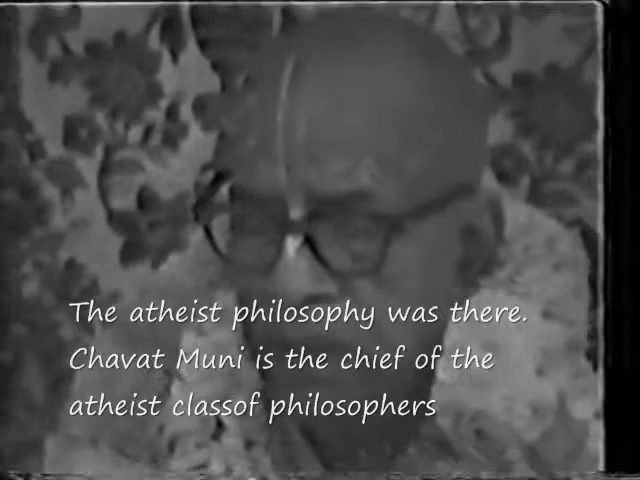 The atheist philosophy was there.
Chavat Muni is the chief of the
atheist classof philosophers